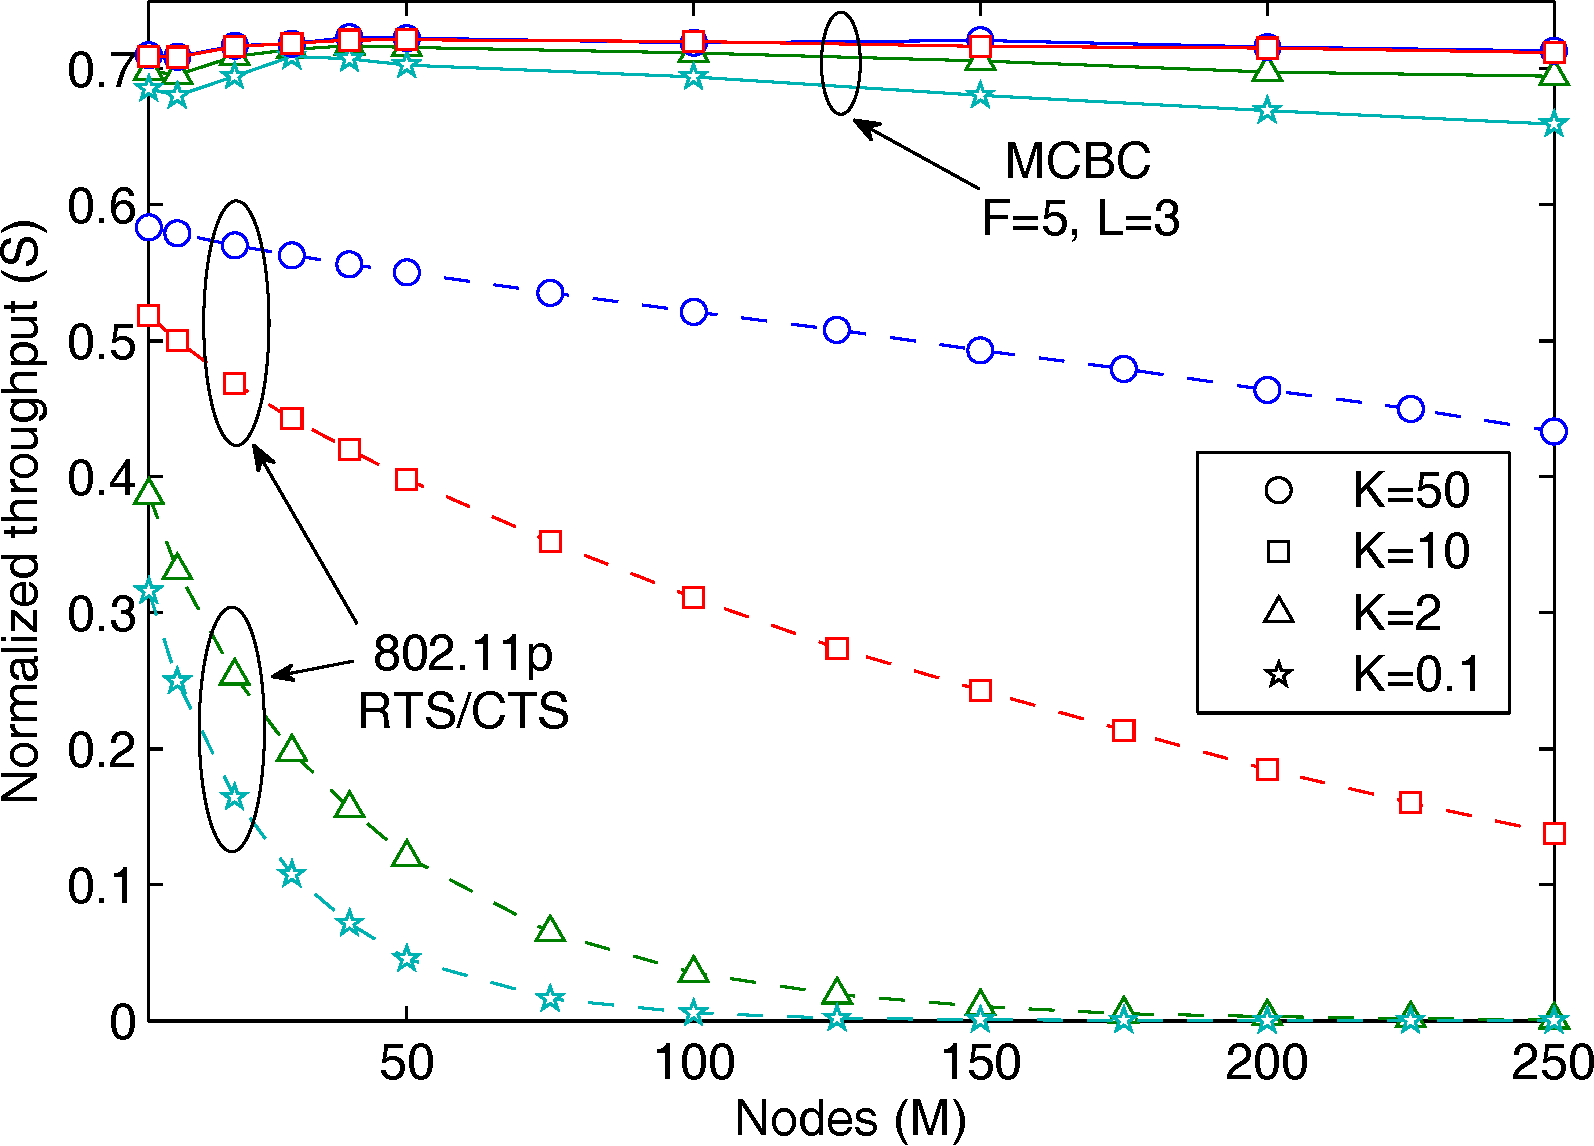 0.7
0.6
0.5
0.4
0.3
0.2
0.1
0
Normalized throughput (S)
MCBC
F=5, L=3
802.11p
RTS/CTS
K=50
K=10
K=2
K=0.1
50 100 150 200 250
Nodes (M)